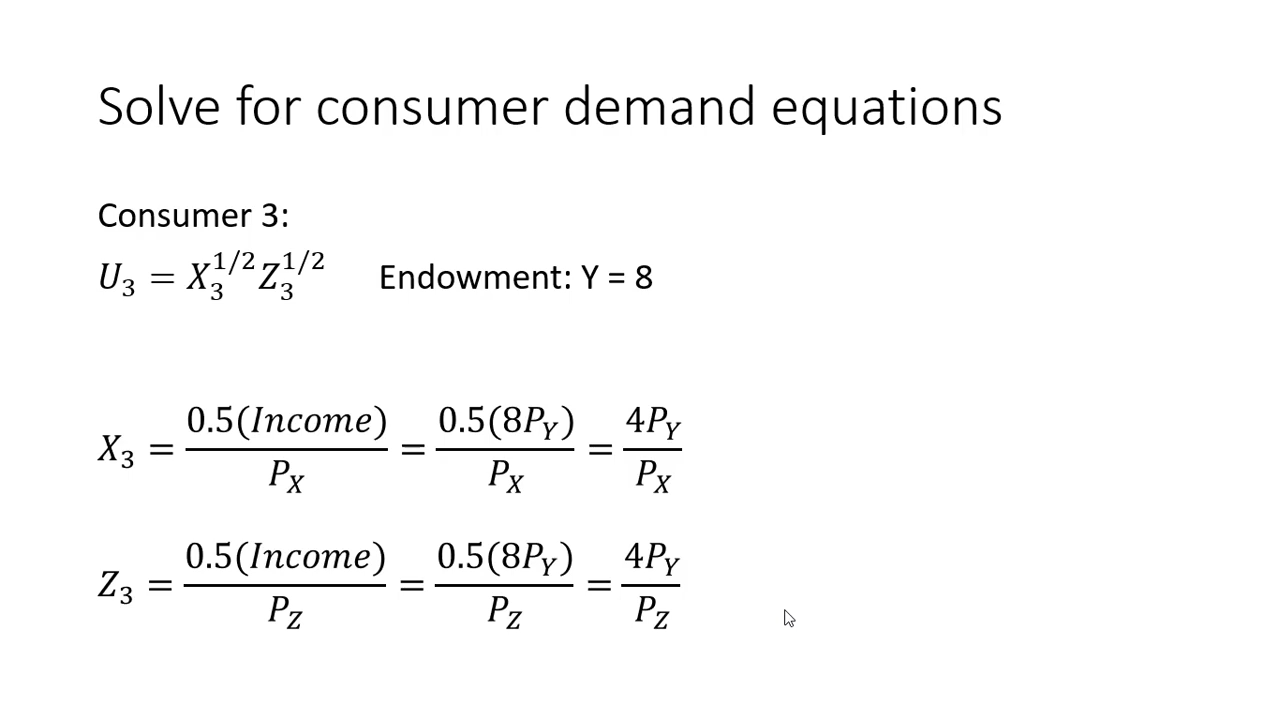 Solve for consumer demand equations
Consumer 3:
U₃ = X₃^{1/2} Z₃^{1/2} Endowment: Y = 8
X₃ = 0.5(Income)/P_X = 0.5(8P_Y)/P_X = 4P_Y/P_X
Z₃ = 0.5(Income)/P_Z = 0.5(8P_Y)/P_Z = 4P_Y/P_Z